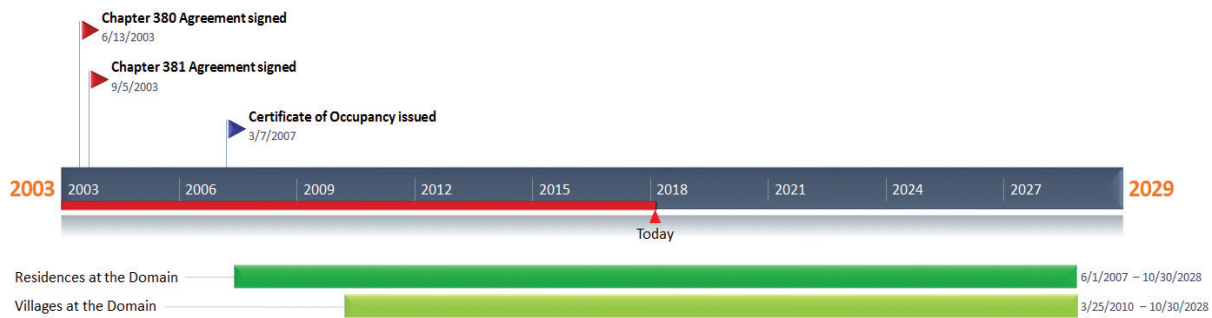 Chapter 380 Agreement signed
6/13/2003
Chapter 381 Agreement signed
9/5/2003
Certificate of Occupancy issued
3/7/2007
2003 2003 2006 2009 2012 2015 2018 2021 2024 2027 2029
Today
Residences at the Domain 6/1/2007 – 10/30/2028
Villages at the Domain 3/25/2010 – 10/30/2028